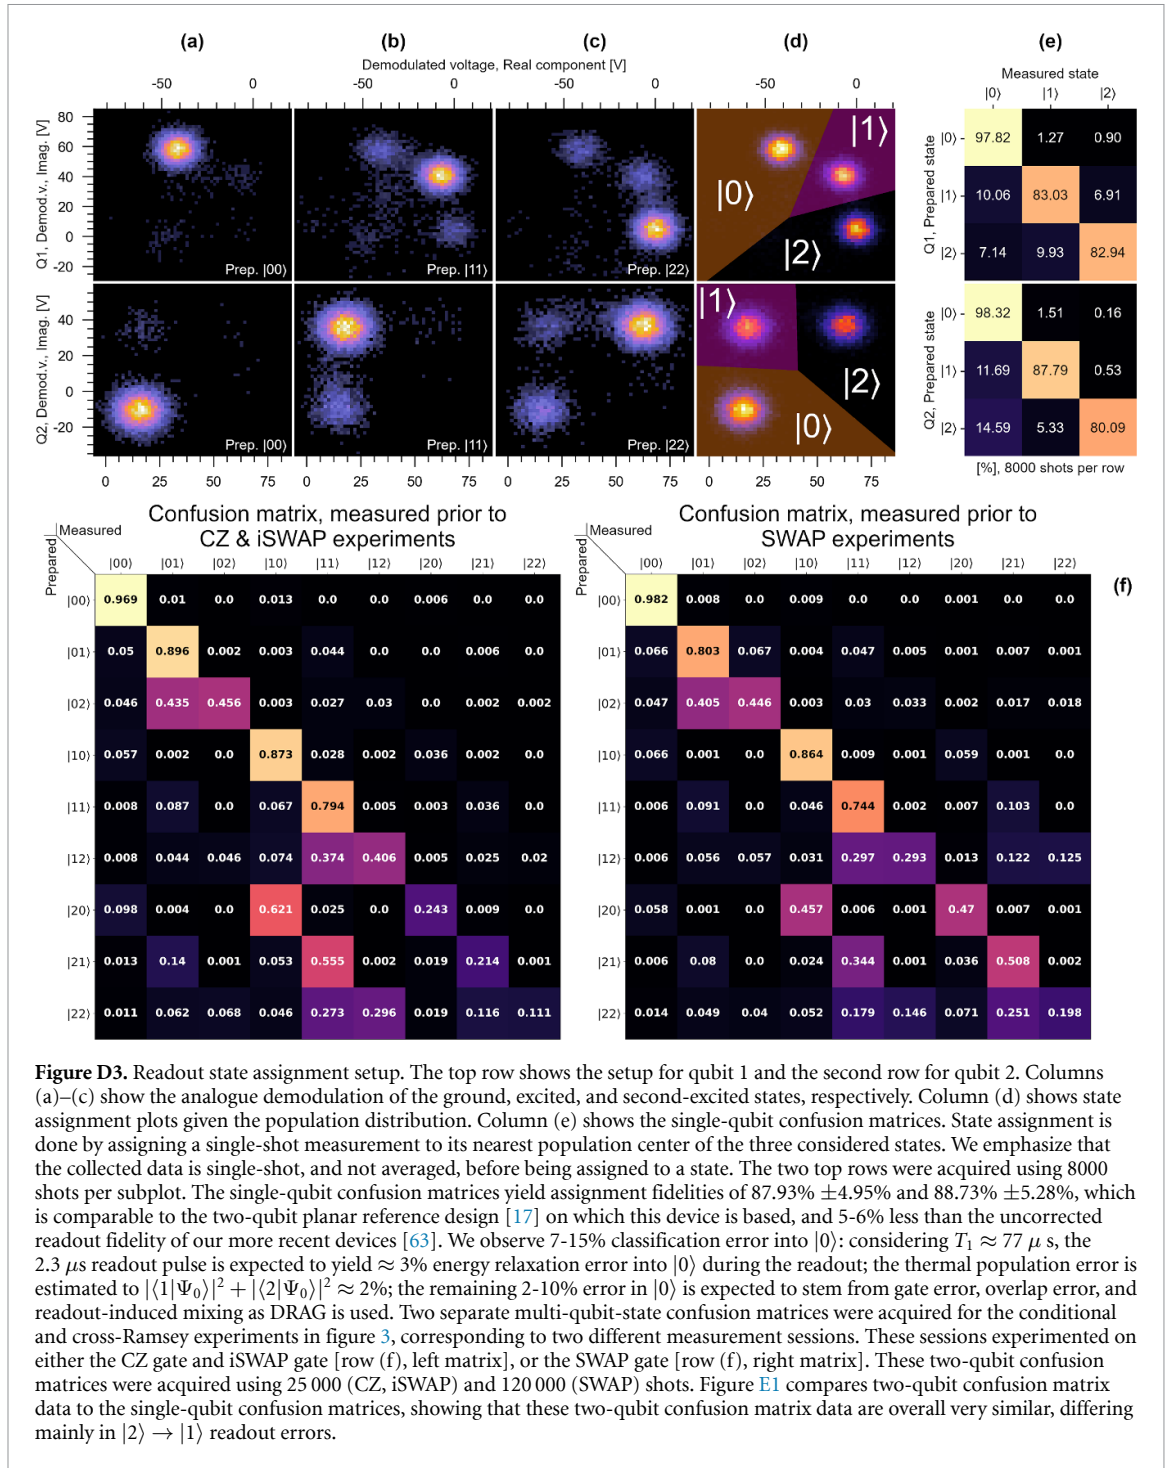 (a) (b) (c) (d) (e)
Demodulated voltage, Real component [V]
Measured state
-50 0 -50 0 -50 0 -50 0
|0⟩ |1⟩ |2⟩
Q1, Demod.v., Imag. [V]
80
60
40
20
0
-20
Prep. |00⟩
Prep. |11⟩
Prep. |22⟩
|0⟩
|1⟩
|2⟩
Q1, Prepared state
|0⟩ 97.82 1.27 0.90
|1⟩ 10.06 83.03 6.91
|2⟩ 7.14 9.93 82.94
Q2, Demod.v., Imag. [V]
40
20
0
-20
Prep. |00⟩
Prep. |11⟩
Prep. |22⟩
|1⟩
|2⟩
|0⟩
Q2, Prepared state
|0⟩ 98.32 1.51 0.16
|1⟩ 11.69 87.79 0.53
|2⟩ 14.59 5.33 80.09
0 25 50 75 0 25 50 75 0 25 50 75 0 25 50 75
[%], 8000 shots per row
Confusion matrix, measured prior to
CZ & iSWAP experiments
Measured
Prepared
|00⟩ |01⟩ |02⟩ |10⟩ |11⟩ |12⟩ |20⟩ |21⟩ |22⟩
|00⟩ 0.969 0.01 0.0 0.013 0.0 0.0 0.006 0.0 0.0
|01⟩ 0.05 0.896 0.002 0.003 0.044 0.0 0.0 0.006 0.0
|02⟩ 0.046 0.435 0.456 0.003 0.027 0.03 0.0 0.002 0.002
|10⟩ 0.057 0.002 0.0 0.873 0.028 0.002 0.036 0.002 0.0
|11⟩ 0.008 0.087 0.0 0.067 0.794 0.005 0.003 0.036 0.0
|12⟩ 0.008 0.044 0.046 0.074 0.374 0.406 0.005 0.025 0.02
|20⟩ 0.098 0.004 0.0 0.621 0.025 0.0 0.243 0.009 0.0
|21⟩ 0.013 0.14 0.001 0.053 0.555 0.002 0.019 0.214 0.001
|22⟩ 0.011 0.062 0.068 0.046 0.273 0.296 0.019 0.116 0.111
Confusion matrix, measured prior to
SWAP experiments
Measured
Prepared
(f)
|00⟩ |01⟩ |02⟩ |10⟩ |11⟩ |12⟩ |20⟩ |21⟩ |22⟩
|00⟩ 0.982 0.008 0.0 0.009 0.0 0.0 0.001 0.0 0.0
|01⟩ 0.066 0.803 0.067 0.004 0.047 0.005 0.001 0.007 0.001
|02⟩ 0.047 0.405 0.446 0.003 0.03 0.033 0.002 0.017 0.018
|10⟩ 0.066 0.001 0.0 0.864 0.009 0.001 0.059 0.001 0.0
|11⟩ 0.006 0.091 0.0 0.046 0.744 0.002 0.007 0.103 0.0
|12⟩ 0.006 0.056 0.057 0.031 0.297 0.293 0.013 0.122 0.125
|20⟩ 0.058 0.001 0.0 0.457 0.006 0.001 0.47 0.007 0.001
|21⟩ 0.006 0.08 0.0 0.024 0.344 0.001 0.036 0.508 0.002
|22⟩ 0.014 0.049 0.04 0.052 0.179 0.146 0.071 0.251 0.198
Figure D3. Readout state assignment setup. The top row shows the setup for qubit 1 and the second row for qubit 2. Columns
(a)–(c) show the analogue demodulation of the ground, excited, and second-excited states, respectively. Column (d) shows state
assignment plots given the population distribution. Column (e) shows the single-qubit confusion matrices. State assignment is
done by assigning a single-shot measurement to its nearest population center of the three considered states. We emphasize that
the collected data is single-shot, and not averaged, before being assigned to a state. The two top rows were acquired using 8000
shots per subplot. The single-qubit confusion matrices yield assignment fidelities of 87.93% ±4.95% and 88.73% ±5.28%, which
is comparable to the two-qubit planar reference design [17] on which this device is based, and 5-6% less than the uncorrected
readout fidelity of our more recent devices [63]. We observe 7-15% classification error into |0⟩: considering T₁ ≈ 77 μ s, the
2.3 μs readout pulse is expected to yield ≈ 3% energy relaxation error into |0⟩ during the readout; the thermal population error is
estimated to |⟨1|Ψ₀⟩|² + |⟨2|Ψ₀⟩|² ≈ 2%; the remaining 2-10% error in |0⟩ is expected to stem from gate error, overlap error, and
readout-induced mixing as DRAG is used. Two separate multi-qubit-state confusion matrices were acquired for the conditional
and cross-Ramsey experiments in figure 3, corresponding to two different measurement sessions. These sessions experimented on
either the CZ gate and iSWAP gate [row (f), left matrix], or the SWAP gate [row (f), right matrix]. These two-qubit confusion
matrices were acquired using 25 000 (CZ, iSWAP) and 120 000 (SWAP) shots. Figure E1 compares two-qubit confusion matrix
data to the single-qubit confusion matrices, showing that these two-qubit confusion matrix data are overall very similar, differing
mainly in |2⟩ → |1⟩ readout errors.